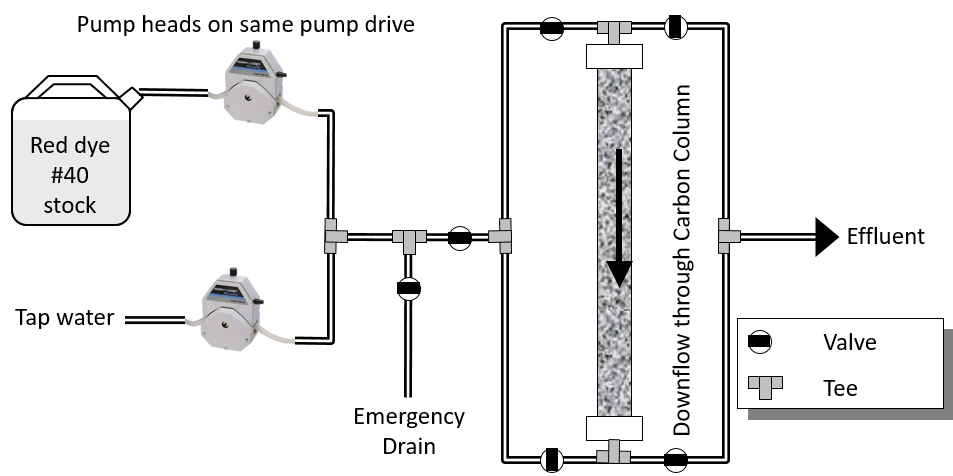 Pump heads on same pump drive
Red dye
#40
stock
Tap water
Emergency
Drain
Downflow through Carbon Column
Effluent
Valve
Tee